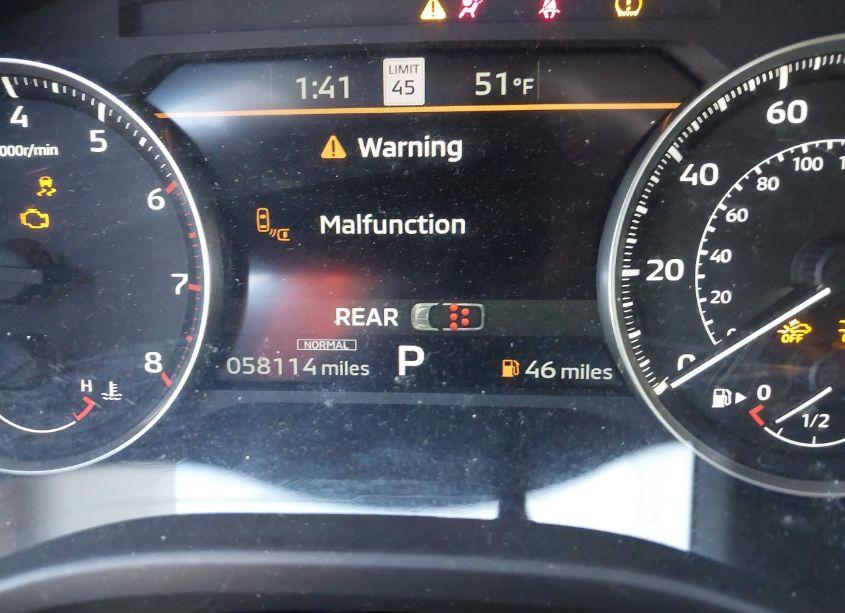 1:41 LIMIT 45 51°F
Warning
Malfunction
REAR
NORMAL
058114 miles P 46 miles
4 5 6 7 8
000r/min
H
0 20 40 60
20 40 60 80 100
OFF
0 1/2